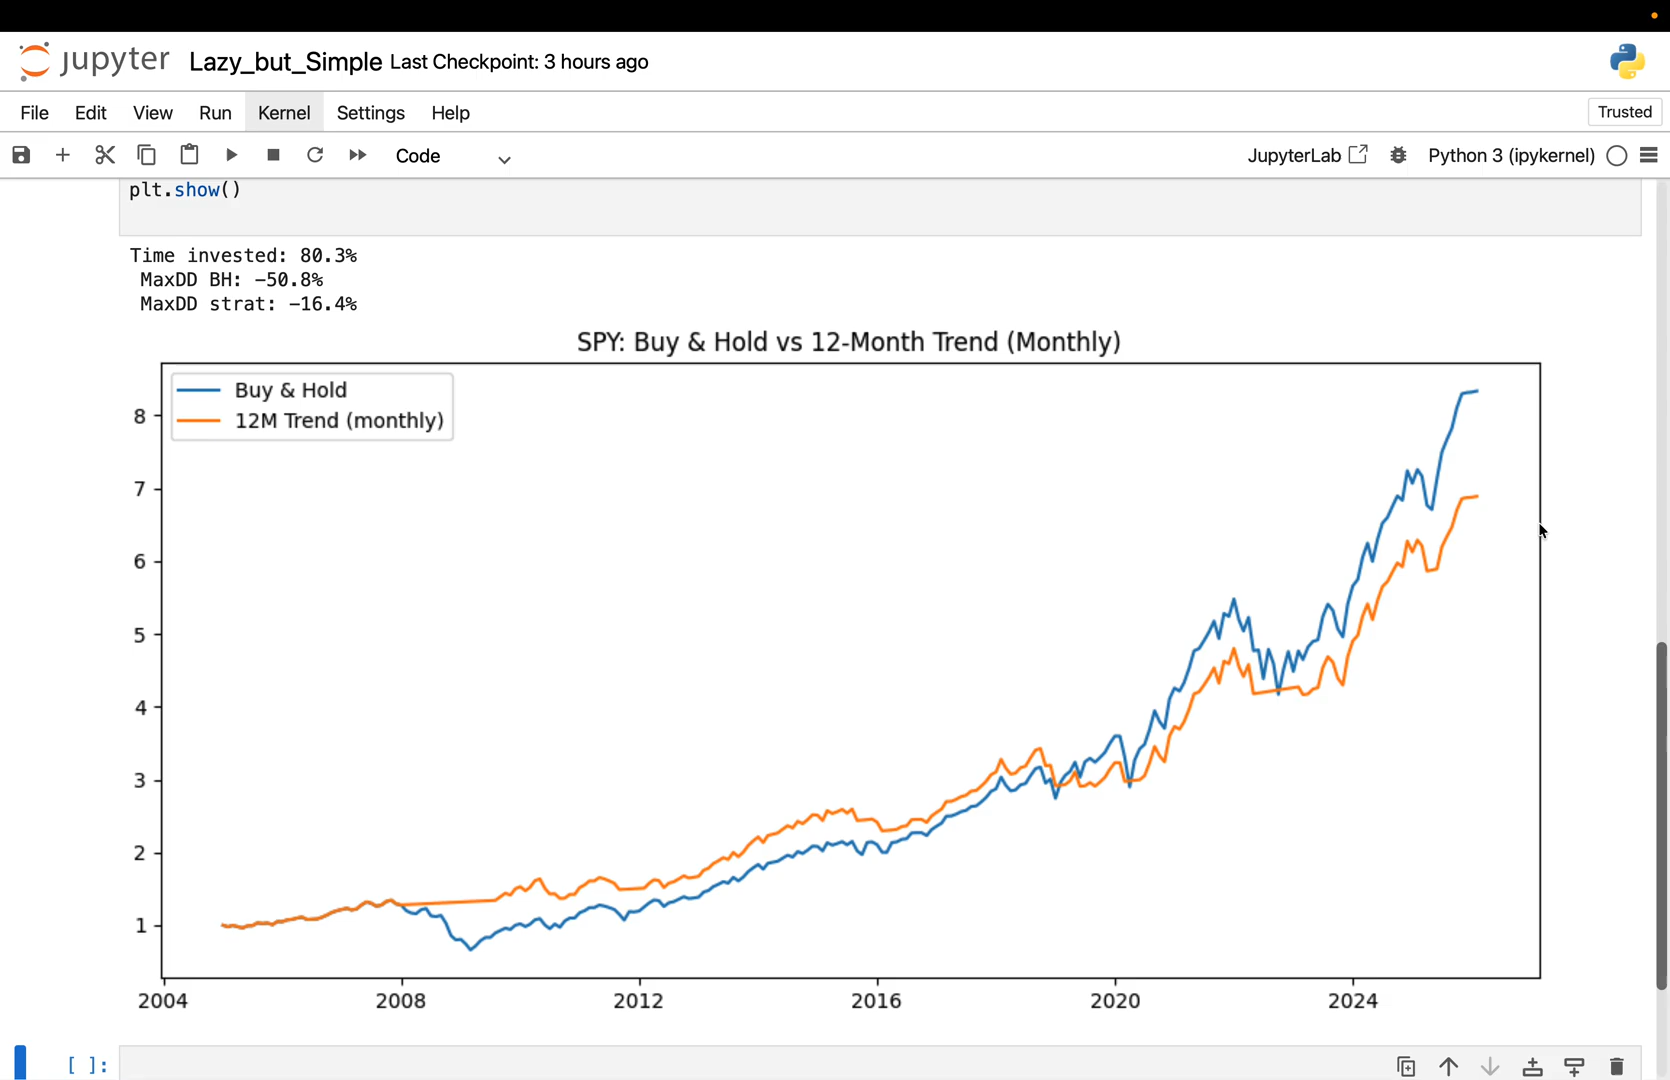 jupyter Lazy_but_Simple Last Checkpoint: 3 hours ago
File Edit View Run Kernel Settings Help Trusted
Code JupyterLab Python 3 (ipykernel)
plt.show()
Time invested: 80.3%
MaxDD BH: -50.8%
MaxDD strat: -16.4%
SPY: Buy & Hold vs 12-Month Trend (Monthly)
Buy & Hold
12M Trend (monthly)
8
7
6
5
4
3
2
1
2004 2008 2012 2016 2020 2024
[ ]: